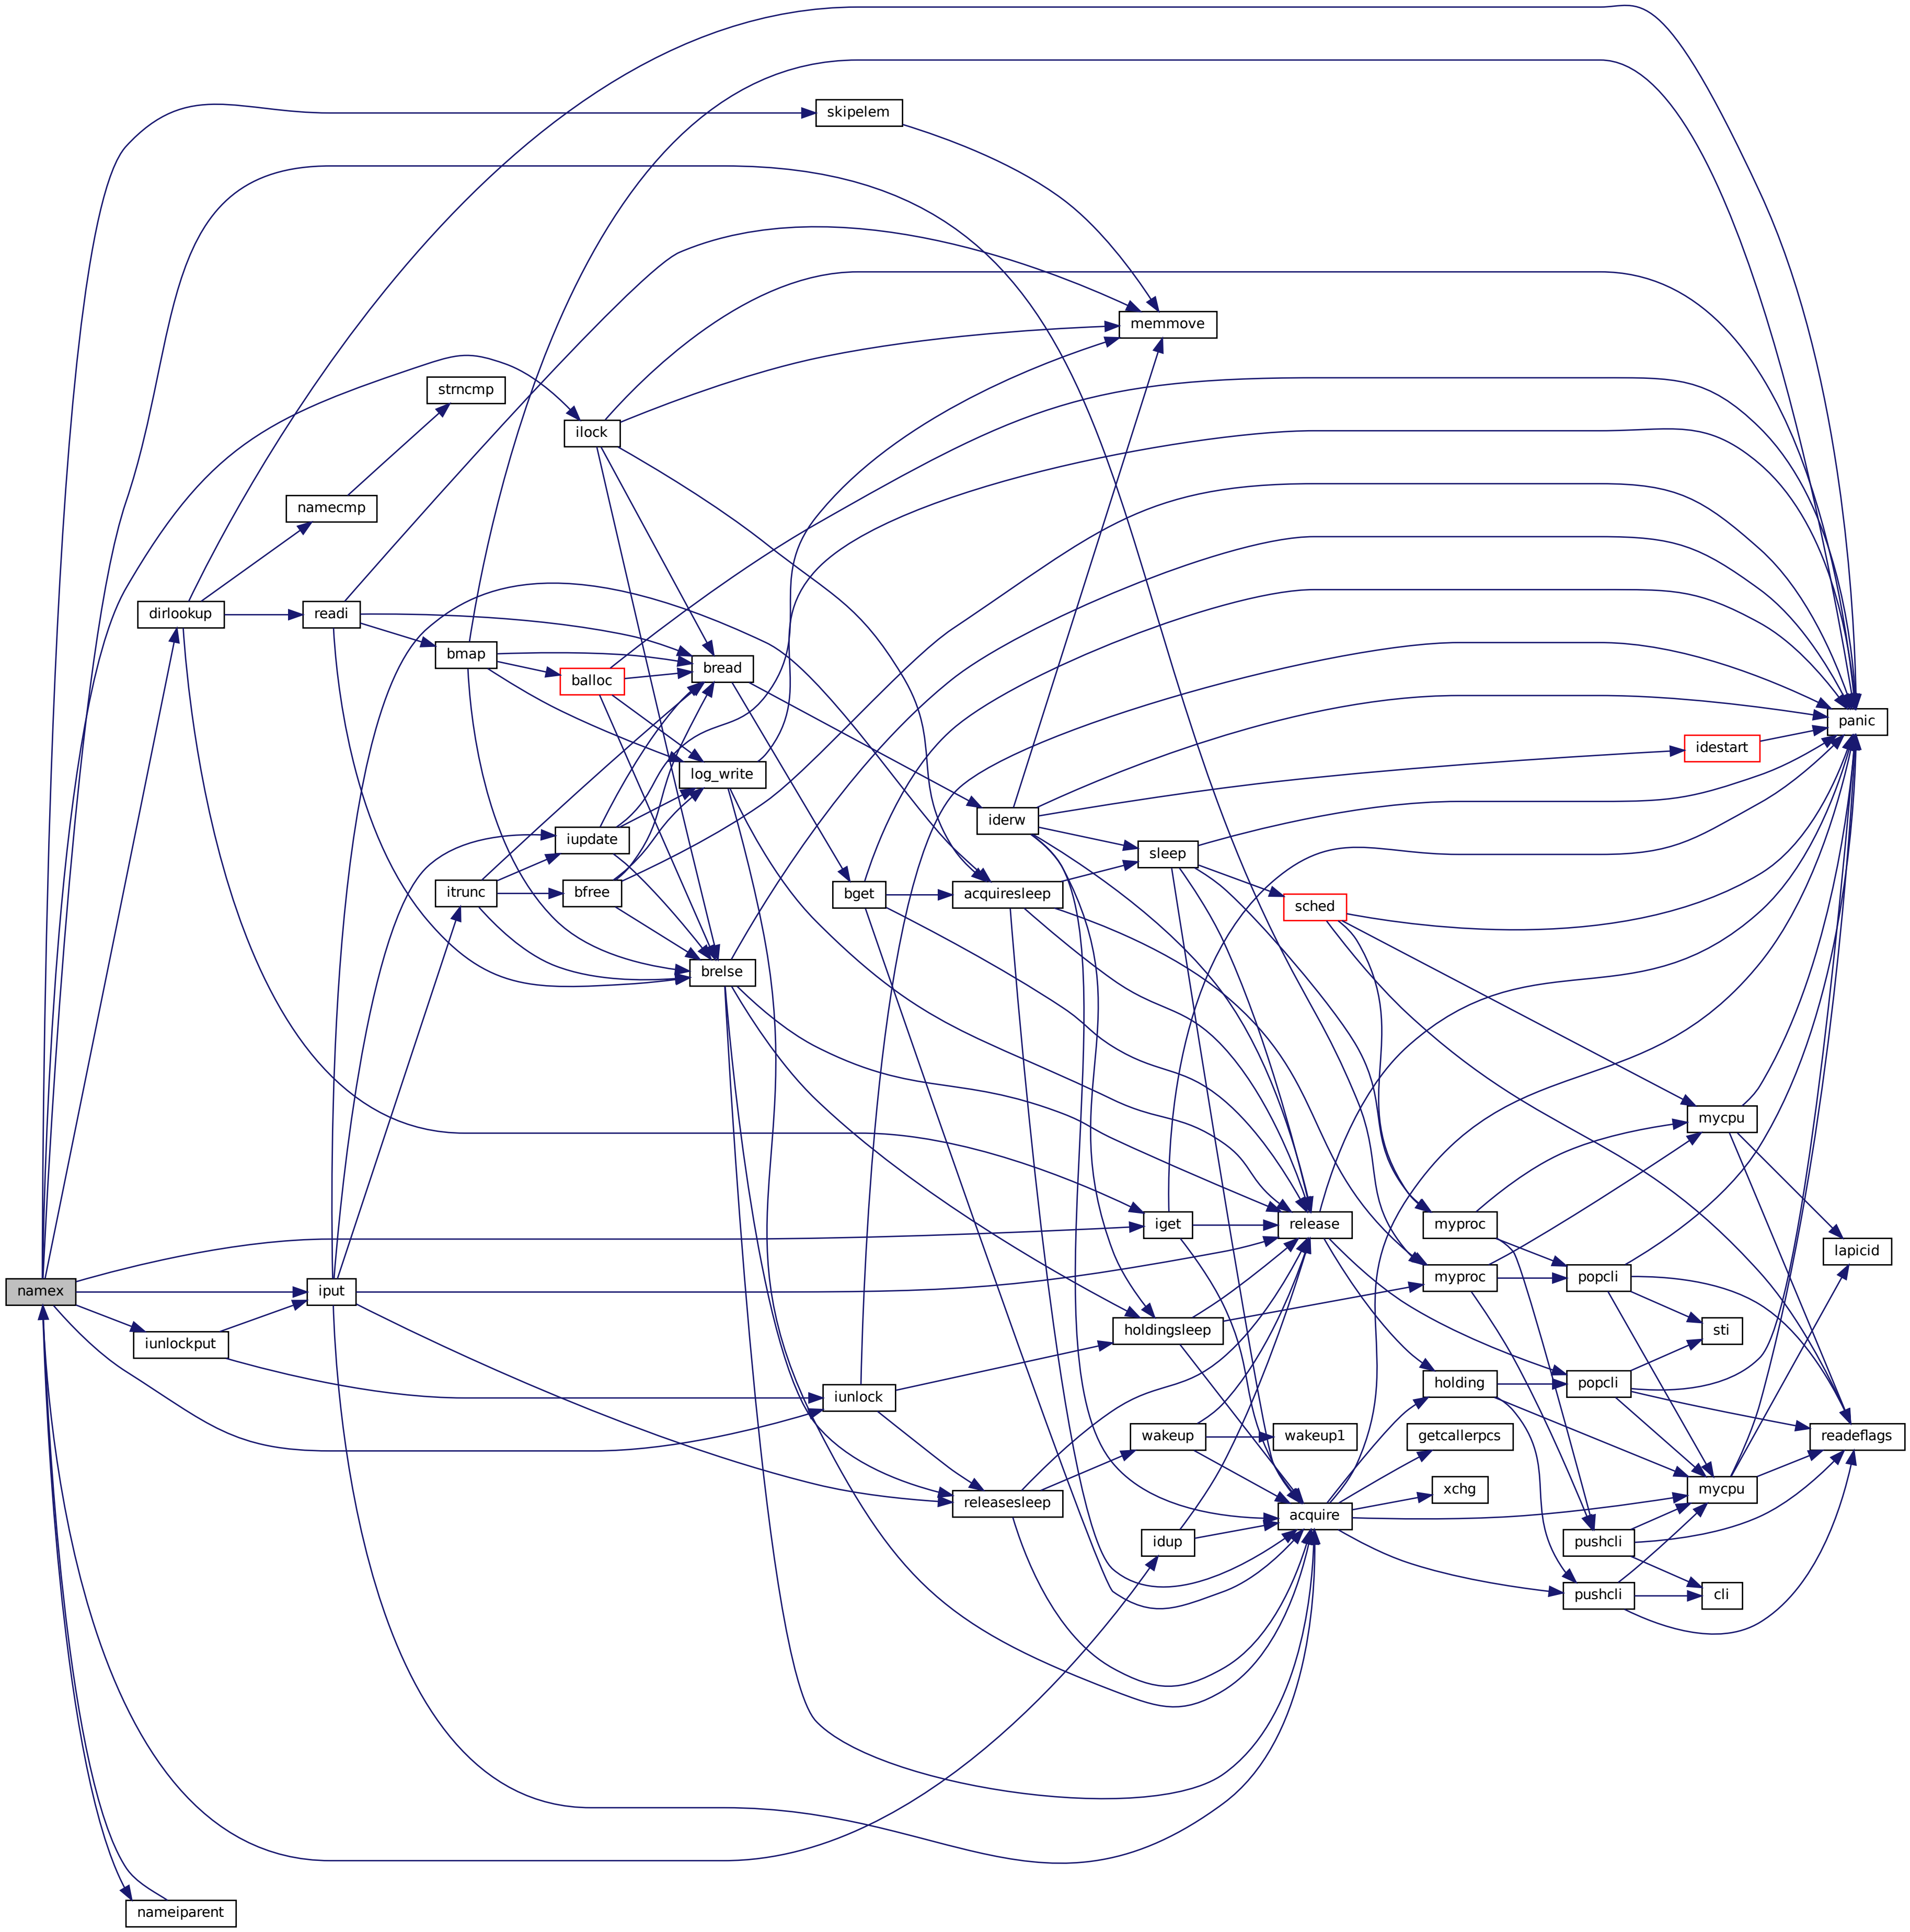 skipelem
memmove
strncmp
ilock
namecmp
dirlookup
readi
bmap
balloc
bread
panic
idestart
log_write
iderw
iupdate
sleep
itrunc
bfree
bget
acquiresleep
sched
brelse
mycpu
iget
release
myproc
lapicid
myproc
popcli
namex
iput
holdingsleep
sti
iunlockput
holding
popcli
iunlock
getcallerpcs
wakeup
wakeup1
readeflags
xchg
mycpu
releasesleep
acquire
idup
pushcli
pushcli
cli
nameiparent